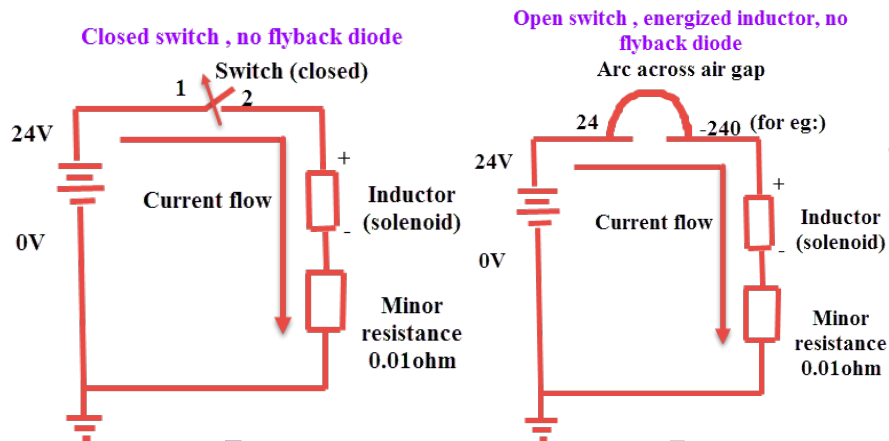 Closed switch , no flyback diode
Switch (closed)
1
2
24V
+
Current flow
Inductor
(solenoid)
-
0V
Minor
resistance
0.01ohm
Open switch , energized inductor, no
flyback diode
Arc across air gap
24
-240 (for eg:)
24V
+
Current flow
Inductor
(solenoid)
-
0V
Minor
resistance
0.01ohm